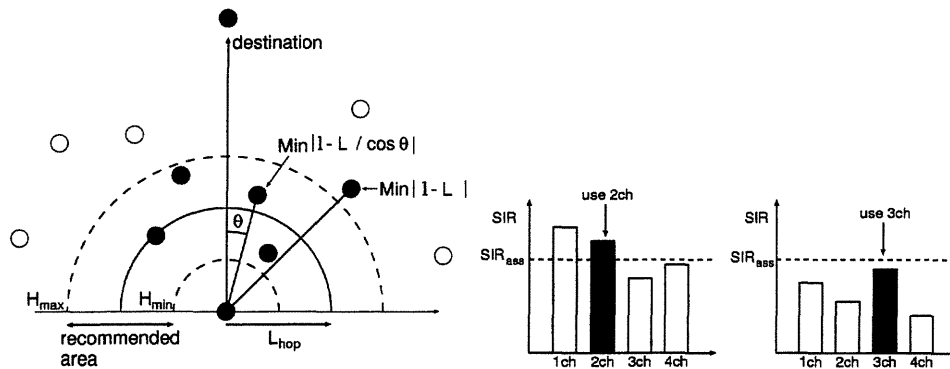 destination
Min|1- L / cos θ|
Min|1- L |
θ
H_max
H_min
recommended
area
L_hop
use 2ch
SIR
SIR_ass
1ch 2ch 3ch 4ch
use 3ch
SIR
SIR_ass
1ch 2ch 3ch 4ch